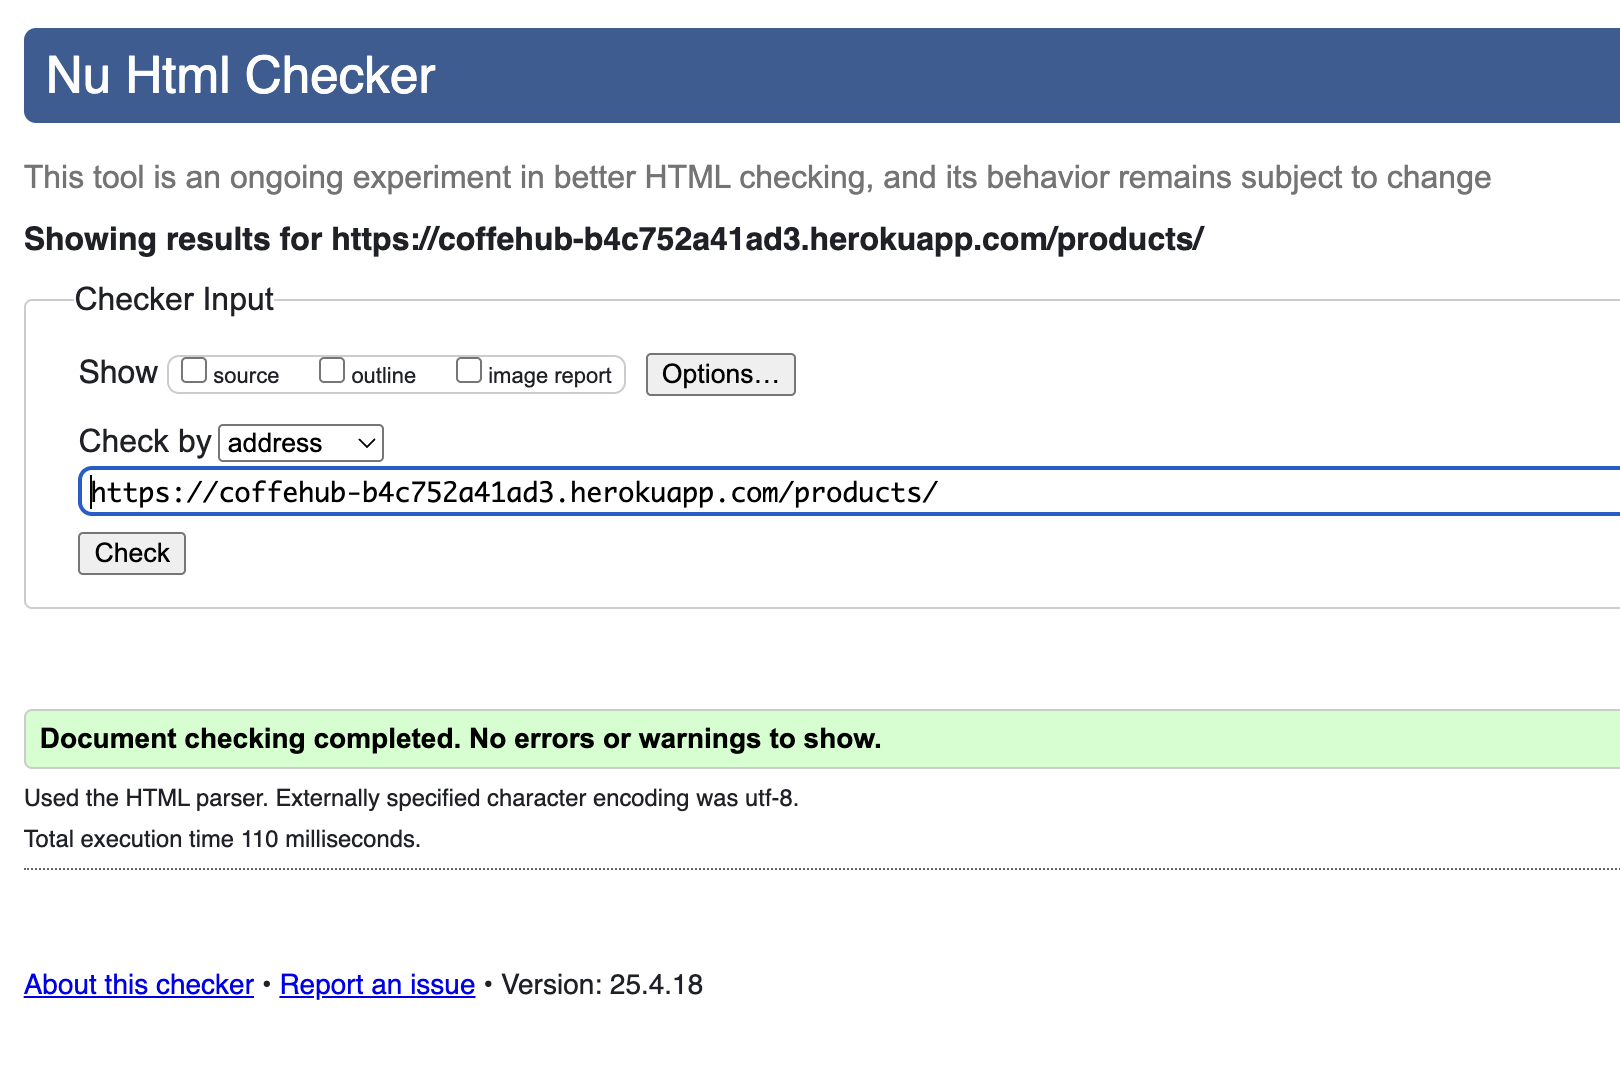 Nu Html Checker
This tool is an ongoing experiment in better HTML checking, and its behavior remains subject to change
Showing results for https://coffehub-b4c752a41ad3.herokuapp.com/products/
Checker Input
Show source outline image report Options...
Check by address
https://coffehub-b4c752a41ad3.herokuapp.com/products/
Check
Document checking completed. No errors or warnings to show.
Used the HTML parser. Externally specified character encoding was utf-8.
Total execution time 110 milliseconds.
About this checker • Report an issue • Version: 25.4.18